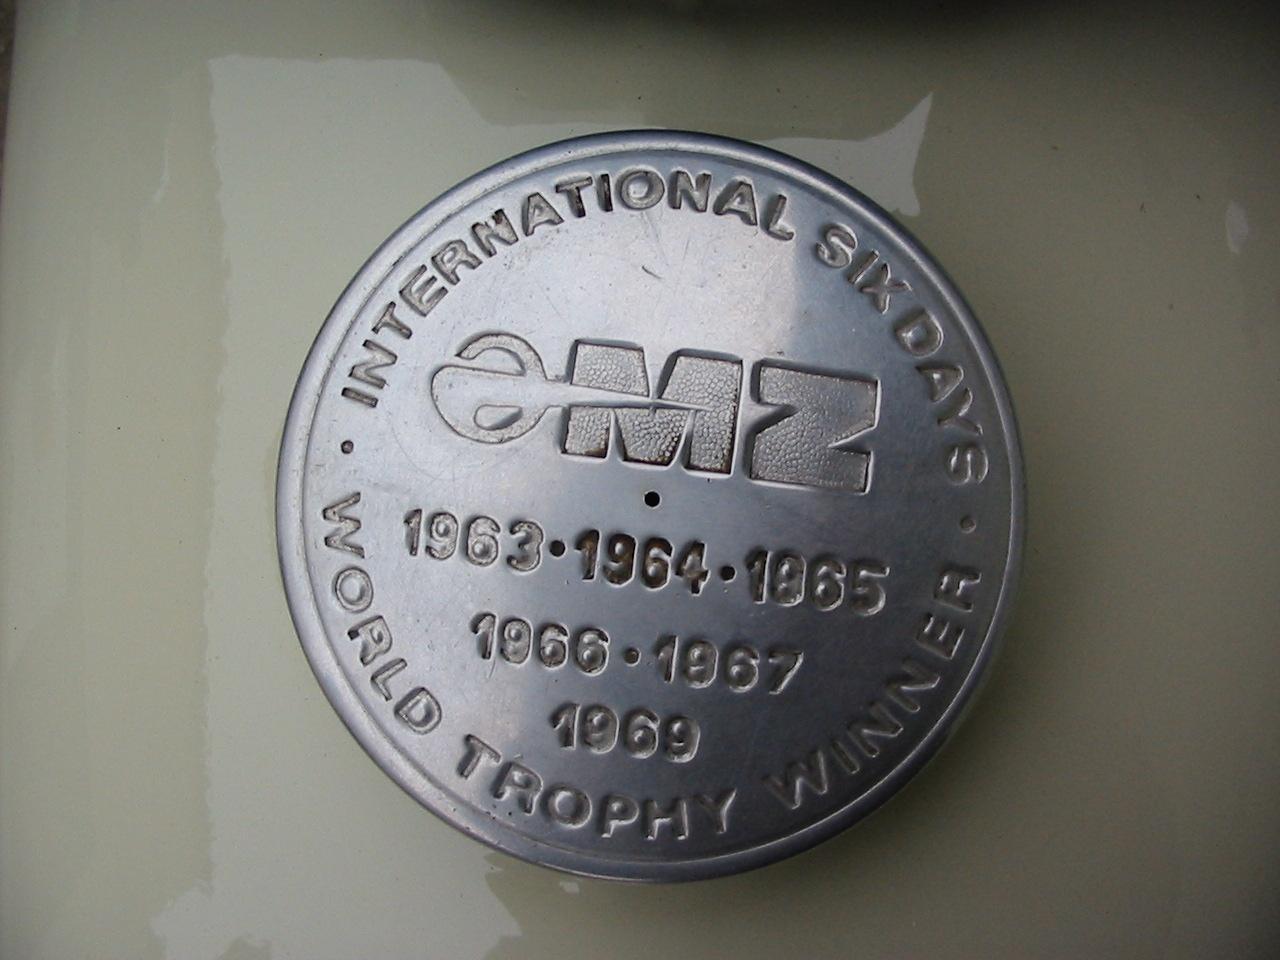 INTERNATIONAL SIX DAYS
MZ
1963 · 1964 · 1965
1966 · 1967
1969
WORLD TROPHY WINNER